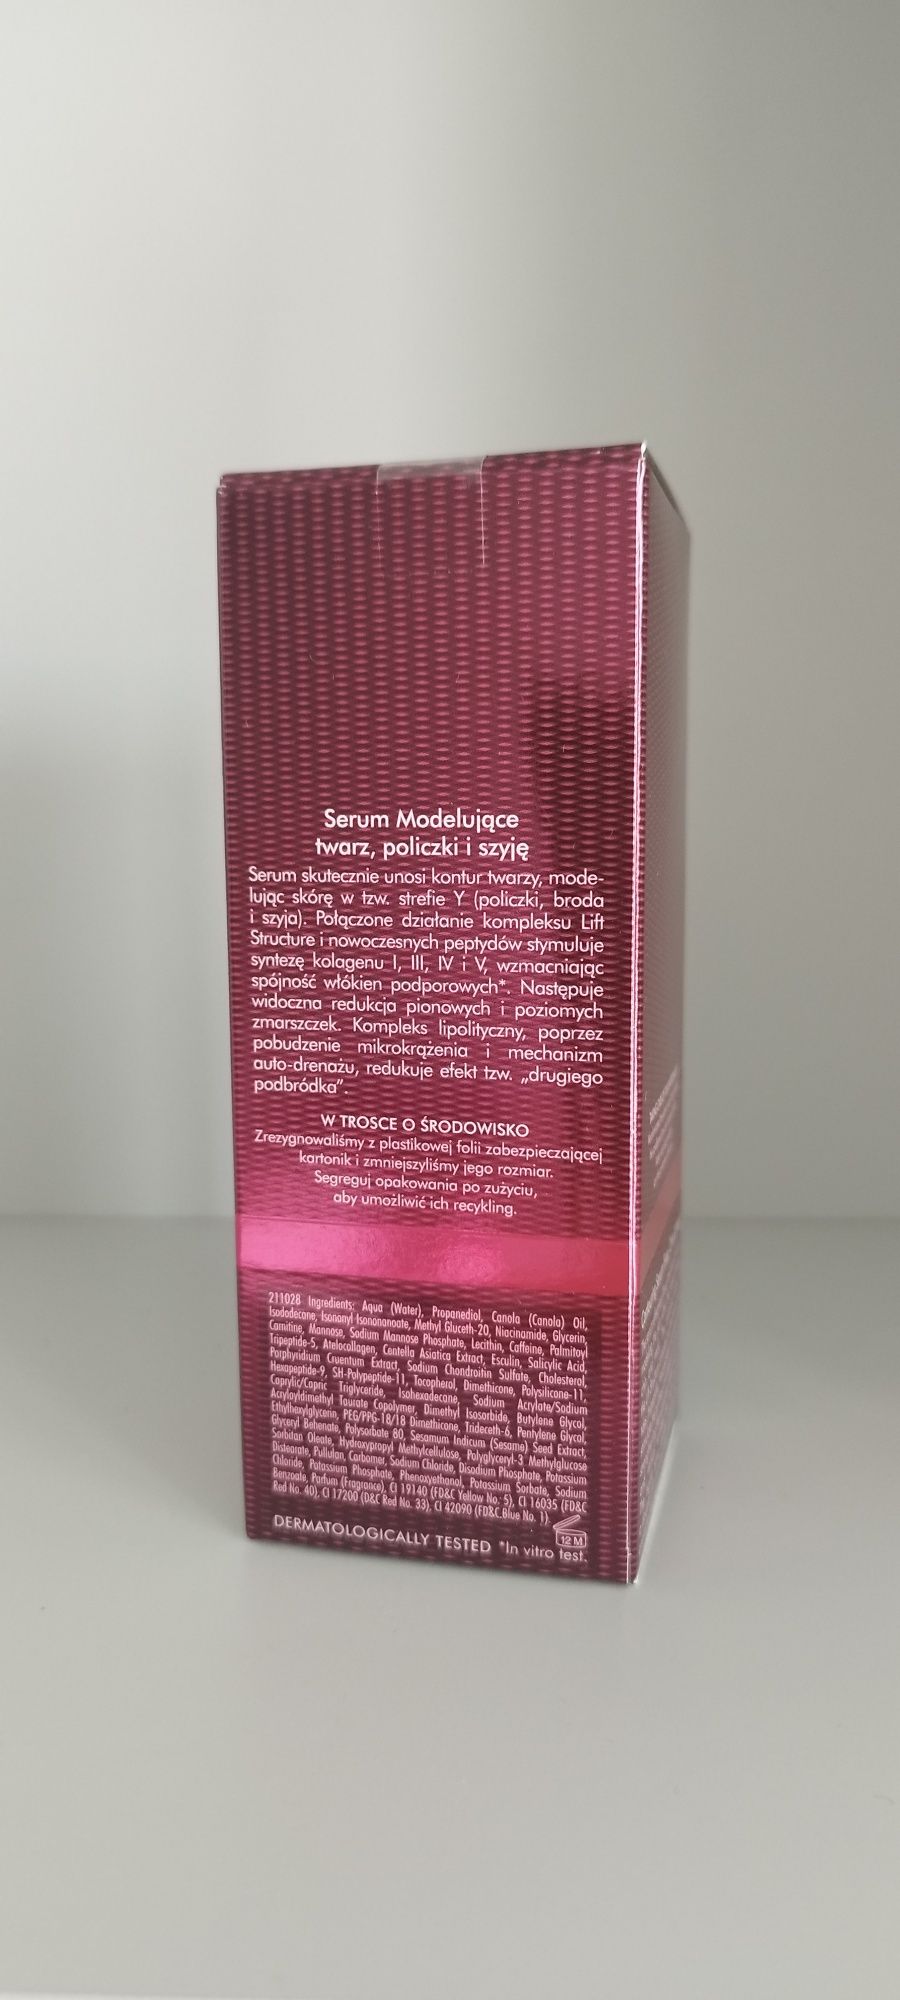 Serum Modelujące
twarz, policzki i szyję
Serum skutecznie unosi kontur twarzy, mode-
lując skórę w tzw. strefie Y (policzki, broda
i szyja). Połączone działanie kompleksu Lift
Structure i nowoczesnych peptydów stymuluje
syntezę kolagenu I, III, IV i V, wzmacniając
spójność włókien podporowych*. Następuje
widoczna redukcja pionowych i poziomych
zmarszczek. Kompleks lipolityczny, poprzez
pobudzenie mikrokrążenia i mechanizm
auto-drenażu, redukuje efekt tzw. „drugiego
podbródka”.
W TROSCE O ŚRODOWISKO
Zrezygnowaliśmy z plastikowej folii zabezpieczającej
kartonik i zmniejszyliśmy jego rozmiar.
Segreguj opakowania po zużyciu,
aby umożliwić ich recykling.
211028 Ingredients: Aqua (Water), Propanediol, Canola (Canola) Oil,
Isododecane, Isononyl Isononanoate, Methyl Gluceth-20, Niacinamide, Glycerin,
Carnitine, Mannose, Sodium Mannose Phosphate, Lecithin, Caffeine, Palmitoyl
Tripeptide-5, Atelocollagen, Centella Asiatica Extract, Esculin, Salicylic Acid,
Porphyridium Cruentum Extract, Sodium Chondroitin Sulfate, Cholesterol,
Hexapeptide-9, SH-Polypeptide-11, Tocopherol, Dimethicone, Polysilicone-11,
Caprylic/Capric Triglyceride, Isohexadecane, Sodium Acrylate/Sodium
Acryloyldimethyl Taurate Copolymer, Dimethyl Isosorbide, Butylene Glycol,
Ethylhexylglycerin, PEG/PPG-18/18 Dimethicone, Trideceth-6, Pentylene Glycol,
Glyceryl Behenate, Polysorbate 80, Sesamum Indicum (Sesame) Seed Extract,
Sorbitan Oleate, Hydroxypropyl Methylcellulose, Polyglyceryl-3 Methylglucose
Distearate, Pullulan, Carbomer, Sodium Chloride, Disodium Phosphate, Potassium
Chloride, Potassium Phosphate, Phenoxyethanol, Potassium Sorbate, Sodium
Benzoate, Parfum (Fragrance), CI 19140 (FD&C Yellow No. 5), CI 16035 (FD&C
Red No. 40), CI 17200 (D&C Red No. 33), CI 42090 (FD&C Blue No. 1).
12 M
DERMATOLOGICALLY TESTED *In vitro test.